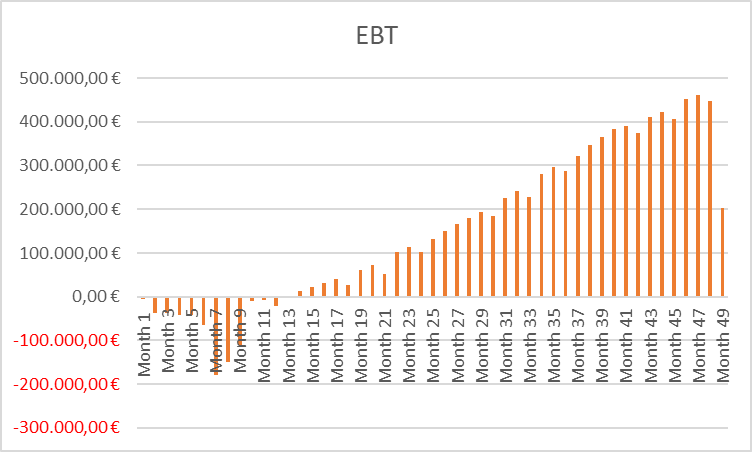 EBT
500.000,00 €
400.000,00 €
300.000,00 €
200.000,00 €
100.000,00 €
0,00 €
-100.000,00 €
-200.000,00 €
-300.000,00 €
Month 1
Month 3
Month 5
Month 7
Month 9
Month 11
Month 13
Month 15
Month 17
Month 19
Month 21
Month 23
Month 25
Month 27
Month 29
Month 31
Month 33
Month 35
Month 37
Month 39
Month 41
Month 43
Month 45
Month 47
Month 49